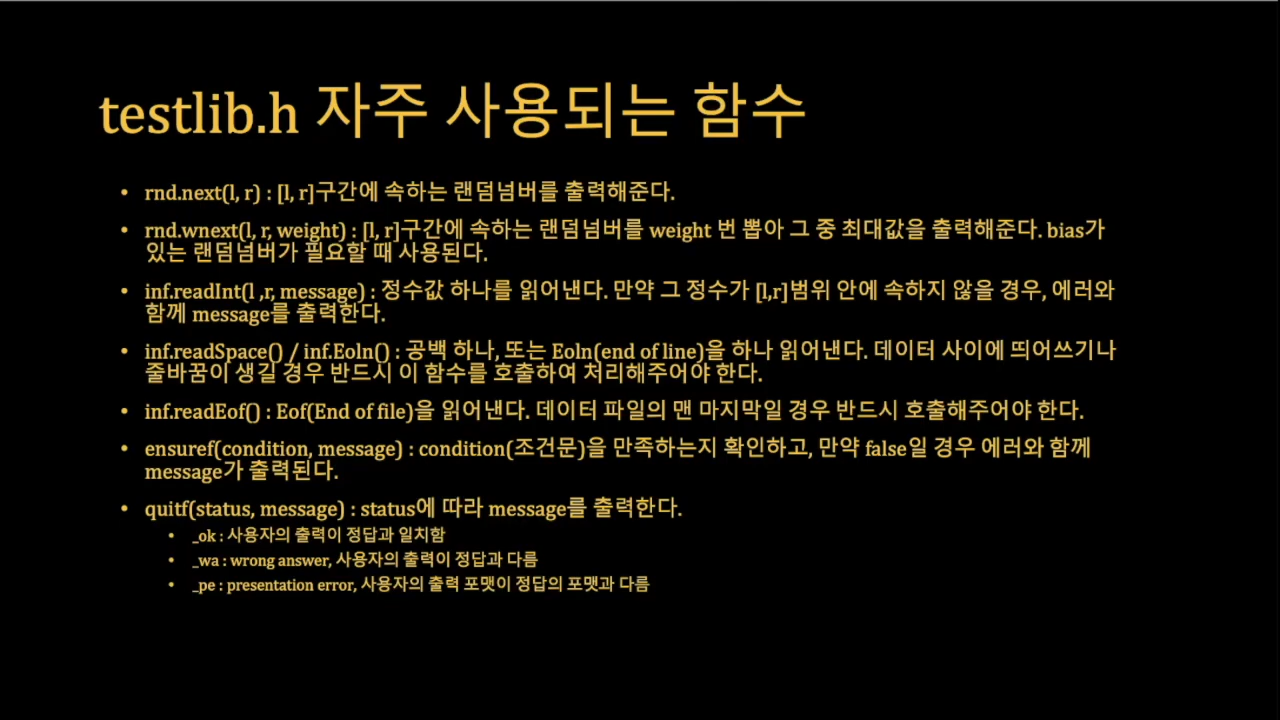 testlib.h 자주 사용되는 함수
• rnd.next(l, r) : [l, r]구간에 속하는 랜덤넘버를 출력해준다.
• rnd.wnext(l, r, weight) : [l, r]구간에 속하는 랜덤넘버를 weight 번 뽑아 그 중 최대값을 출력해준다. bias가
있는 랜덤넘버가 필요할 때 사용된다.
• inf.readInt(l ,r, message) : 정수값 하나를 읽어낸다. 만약 그 정수가 [l,r]범위 안에 속하지 않을 경우, 에러와
함께 message를 출력한다.
• inf.readSpace() / inf.Eoln() : 공백 하나, 또는 Eoln(end of line)을 하나 읽어낸다. 데이터 사이에 띄어쓰기나
줄바꿈이 생길 경우 반드시 이 함수를 호출하여 처리해주어야 한다.
• inf.readEof() : Eof(End of file)을 읽어낸다. 데이터 파일의 맨 마지막일 경우 반드시 호출해주어야 한다.
• ensuref(condition, message) : condition(조건문)을 만족하는지 확인하고, 만약 false일 경우 에러와 함께
message가 출력된다.
• quitf(status, message) : status에 따라 message를 출력한다.
• _ok : 사용자의 출력이 정답과 일치함
• _wa : wrong answer, 사용자의 출력이 정답과 다름
• _pe : presentation error, 사용자의 출력 포맷이 정답의 포맷과 다름